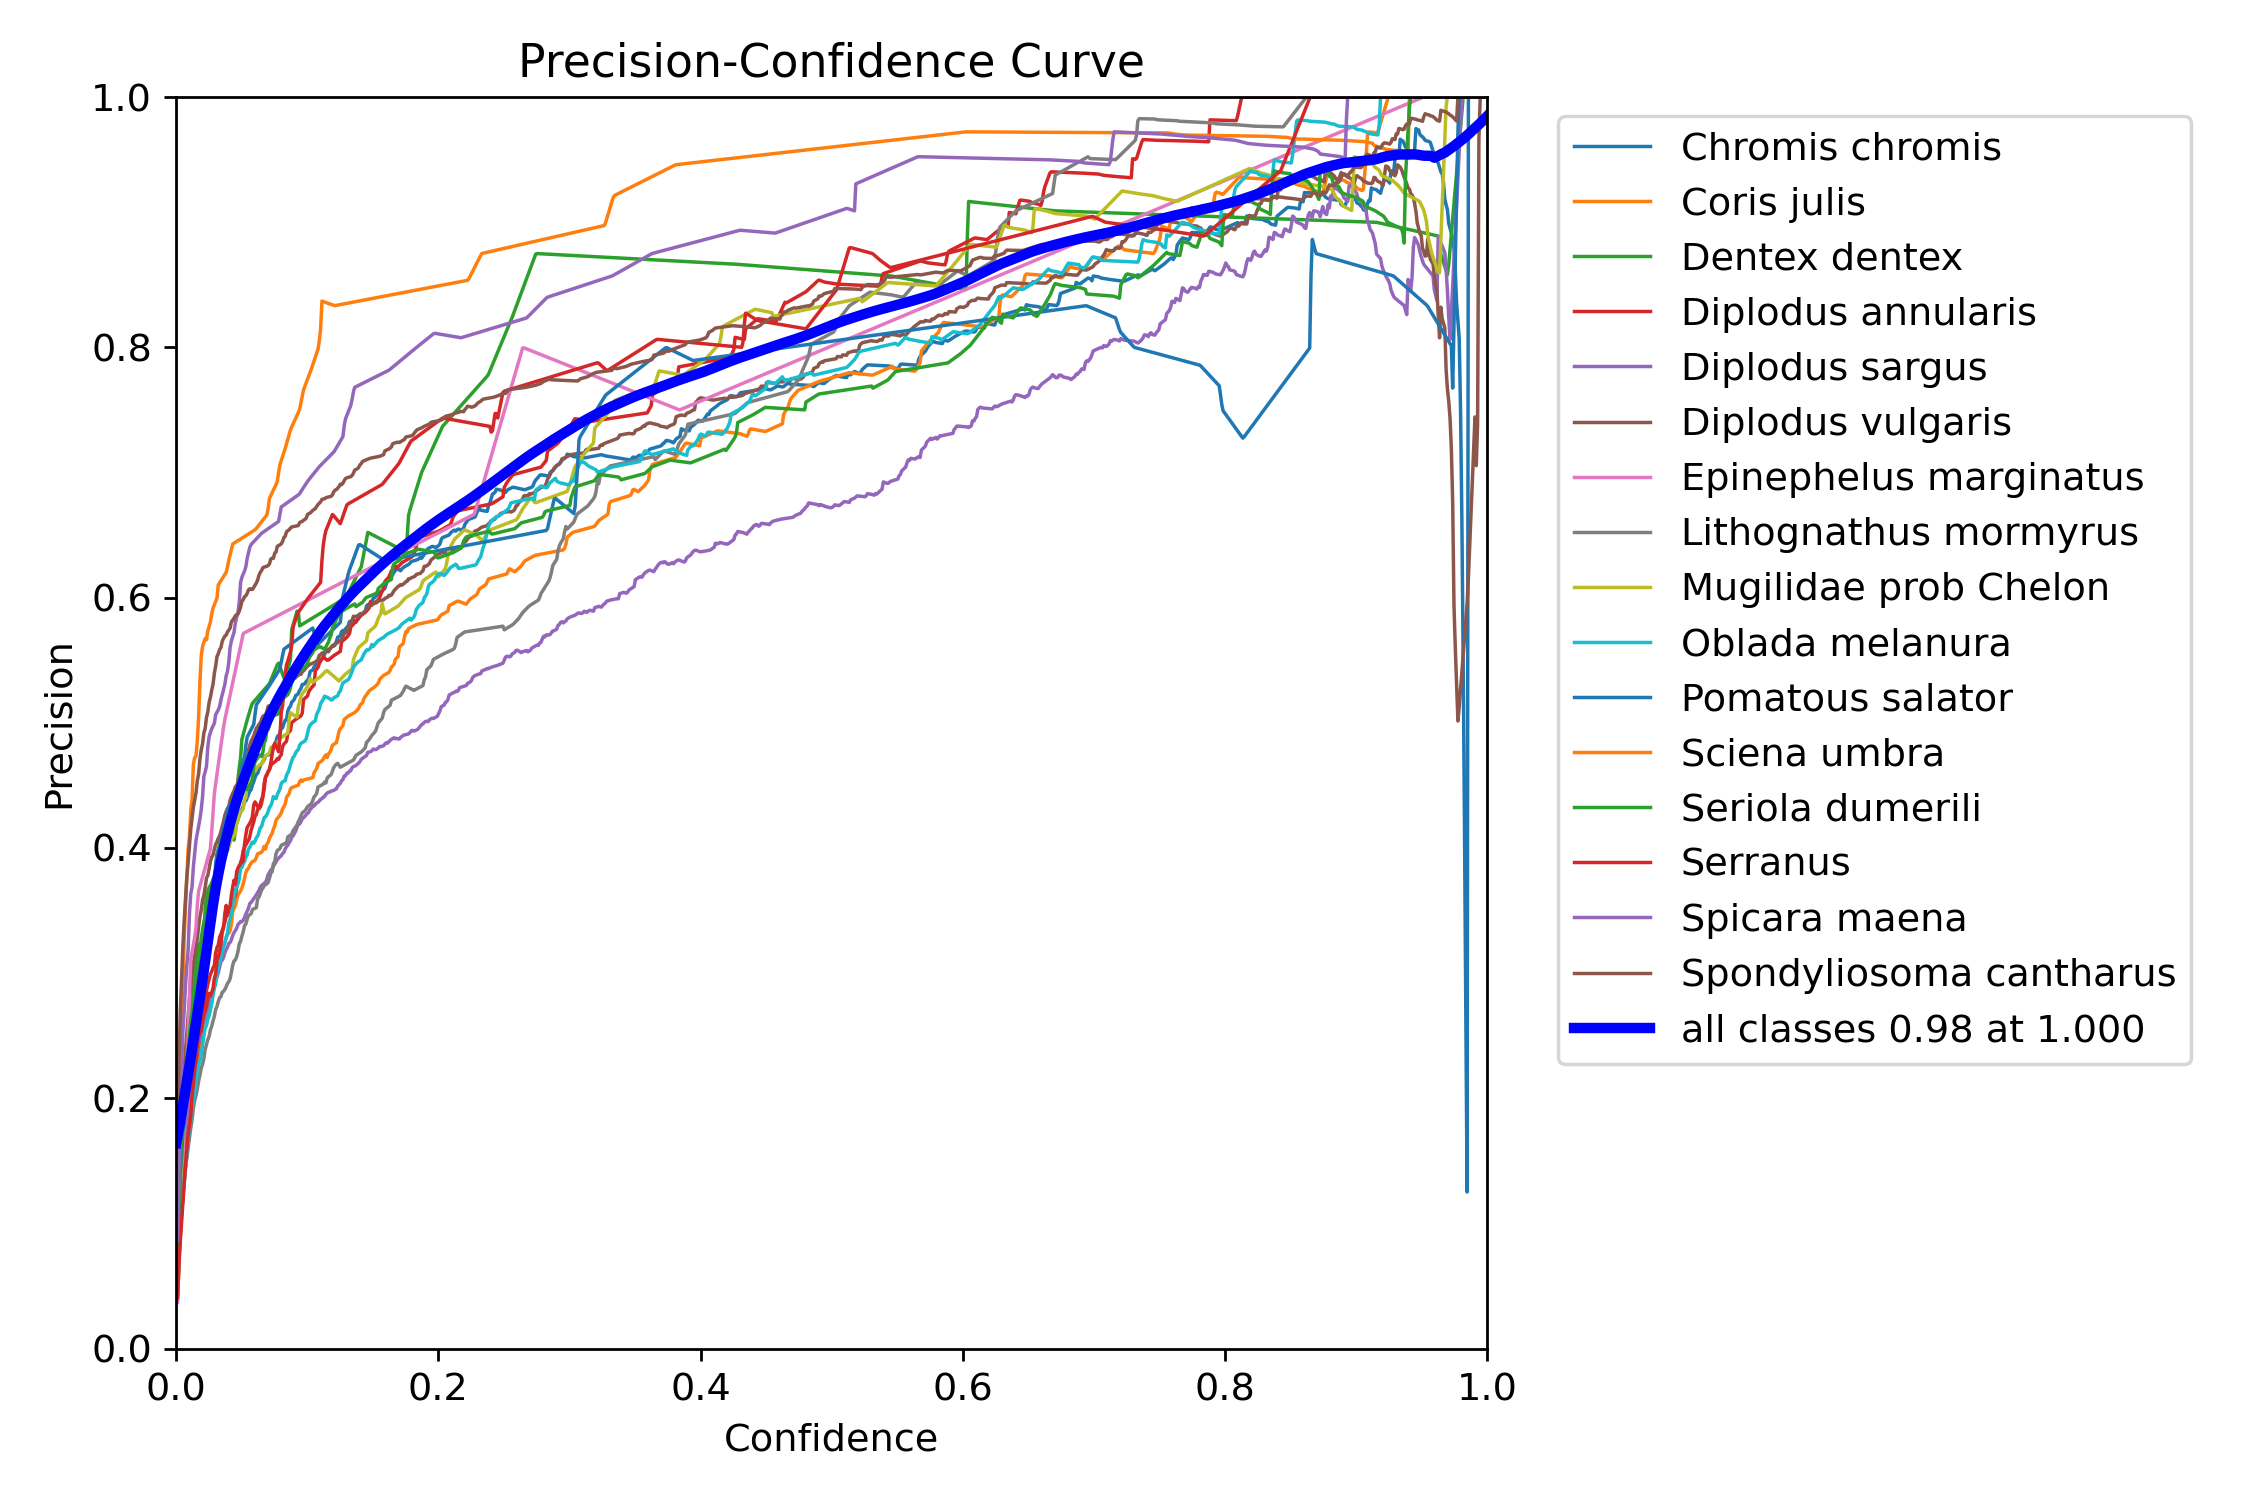 Precision-Confidence Curve
1.0
0.8
0.6
0.4
0.2
0.0
Precision
0.0 0.2 0.4 0.6 0.8 1.0
Confidence
Chromis chromis
Coris julis
Dentex dentex
Diplodus annularis
Diplodus sargus
Diplodus vulgaris
Epinephelus marginatus
Lithognathus mormyrus
Mugilidae prob Chelon
Oblada melanura
Pomatous salator
Sciena umbra
Seriola dumerili
Serranus
Spicara maena
Spondyliosoma cantharus
all classes 0.98 at 1.000